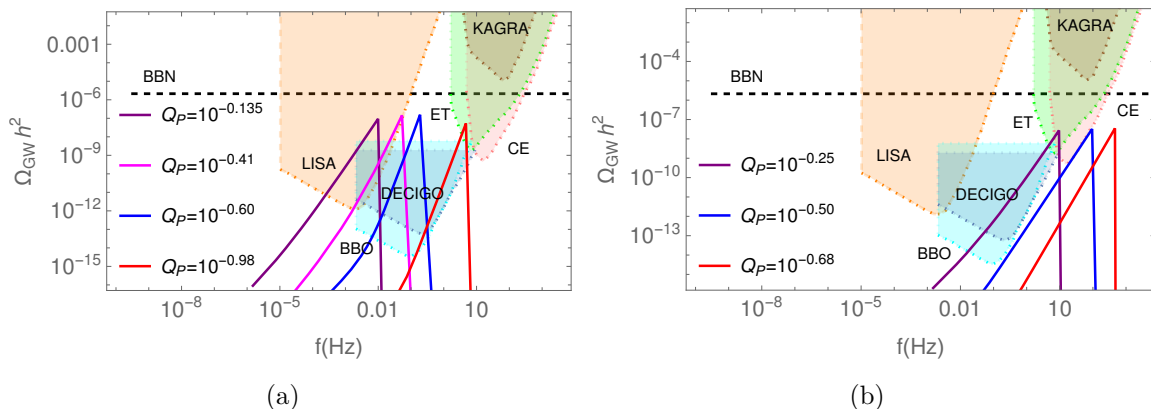 0.001
10^-6
10^-9
10^-12
10^-15
Ω_GW h^2
BBN
KAGRA
ET
CE
LISA
DECIGO
BBO
Q_P=10^-0.135
Q_P=10^-0.41
Q_P=10^-0.60
Q_P=10^-0.98
10^-8
10^-5
0.01
10
f(Hz)
(a)
10^-4
10^-7
10^-10
10^-13
Ω_GW h^2
BBN
KAGRA
CE
ET
LISA
DECIGO
BBO
Q_P=10^-0.25
Q_P=10^-0.50
Q_P=10^-0.68
10^-8
10^-5
0.01
10
f(Hz)
(b)